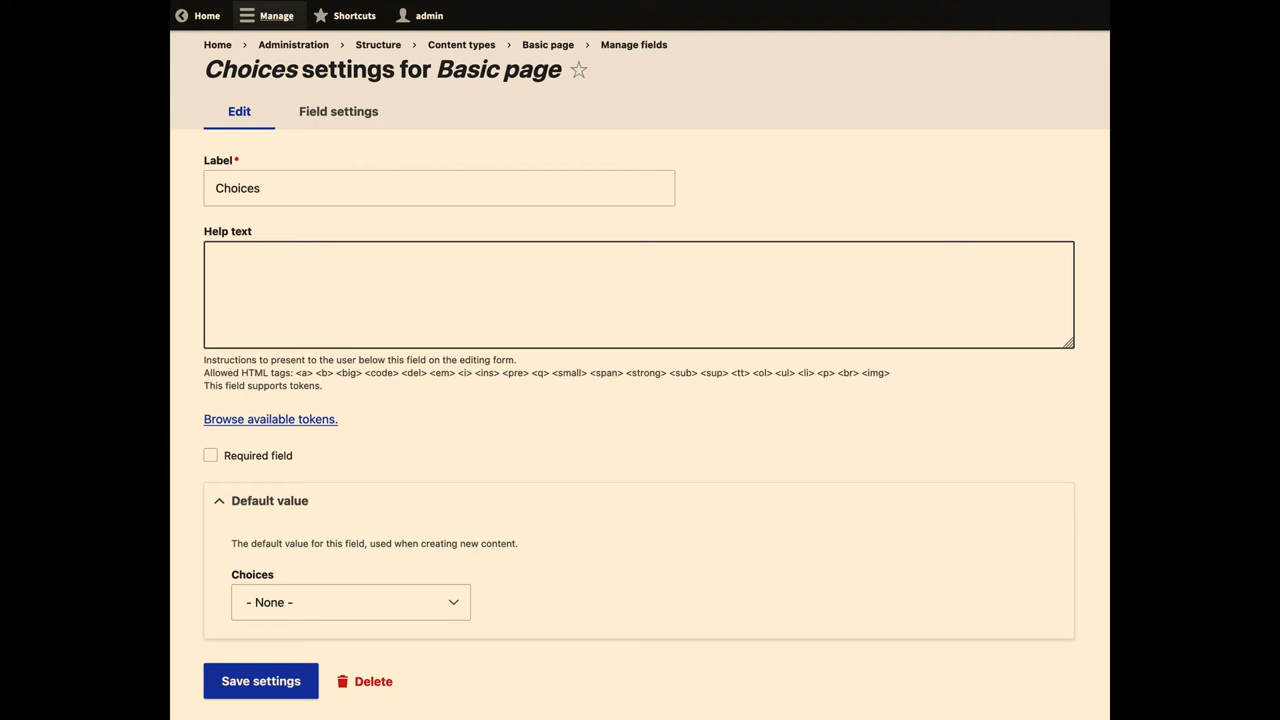 Home Manage Shortcuts admin
Home › Administration › Structure › Content types › Basic page › Manage fields
Choices settings for Basic page
Edit Field settings
Label*
Choices
Help text
Instructions to present to the user below this field on the editing form.
Allowed HTML tags: <a> <b> <big> <code> <del> <em> <i> <ins> <pre> <q> <small> <span> <strong> <sub> <sup> <tt> <ol> <ul> <li> <p> <br> <img>
This field supports tokens.
Browse available tokens.
Required field
Default value
The default value for this field, used when creating new content.
Choices
- None -
Save settings Delete